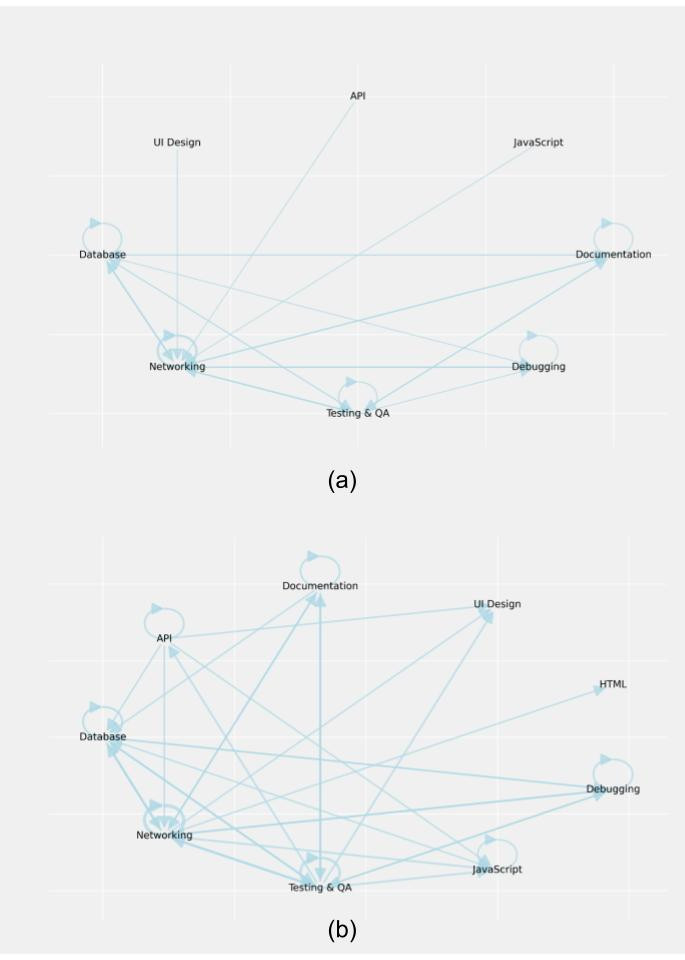 API
UI Design
JavaScript
Database
Documentation
Networking
Debugging
Testing & QA
(a)
Documentation
UI Design
API
HTML
Database
Debugging
Networking
JavaScript
Testing & QA
(b)